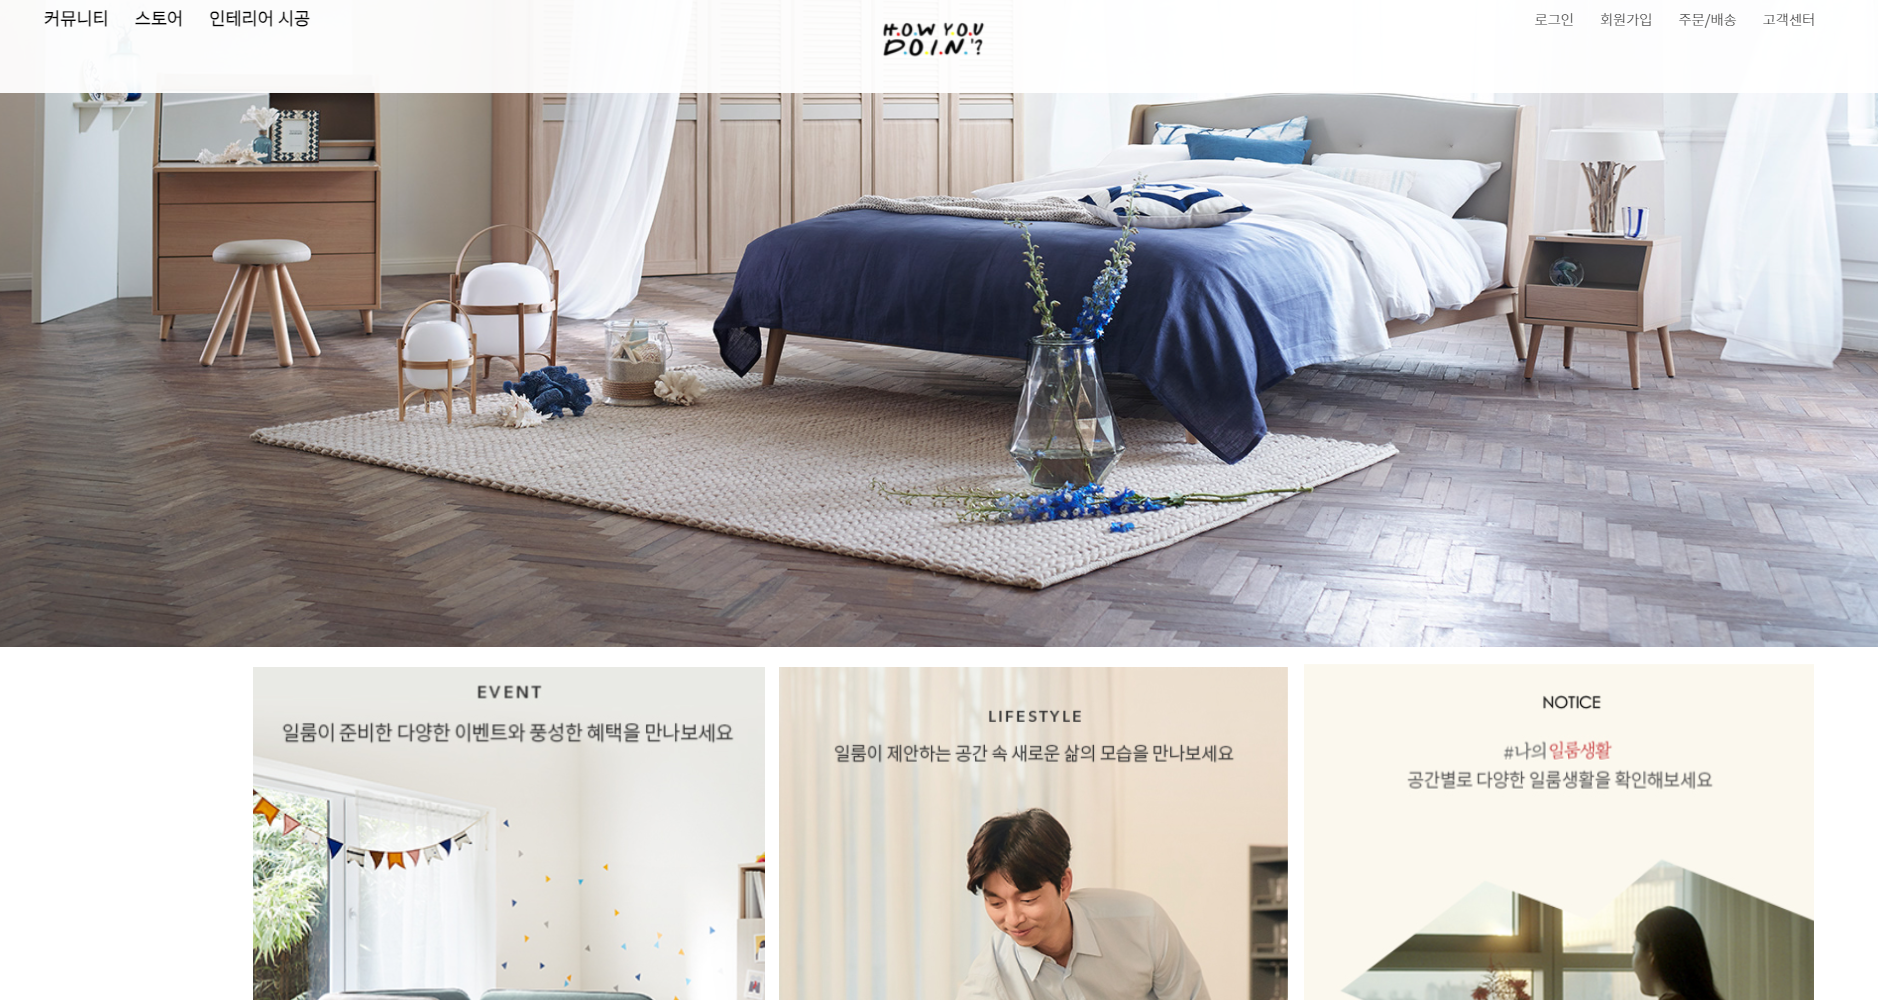 커뮤니티 스토어 인테리어 시공
H.O.W Y.O.U
D.O.I.N.'?
로그인 회원가입 주문/배송 고객센터
EVENT
일룸이 준비한 다양한 이벤트와 풍성한 혜택을 만나보세요
LIFESTYLE
일룸이 제안하는 공간 속 새로운 삶의 모습을 만나보세요
NOTICE
#나의 일룸생활
공간별로 다양한 일룸생활을 확인해보세요